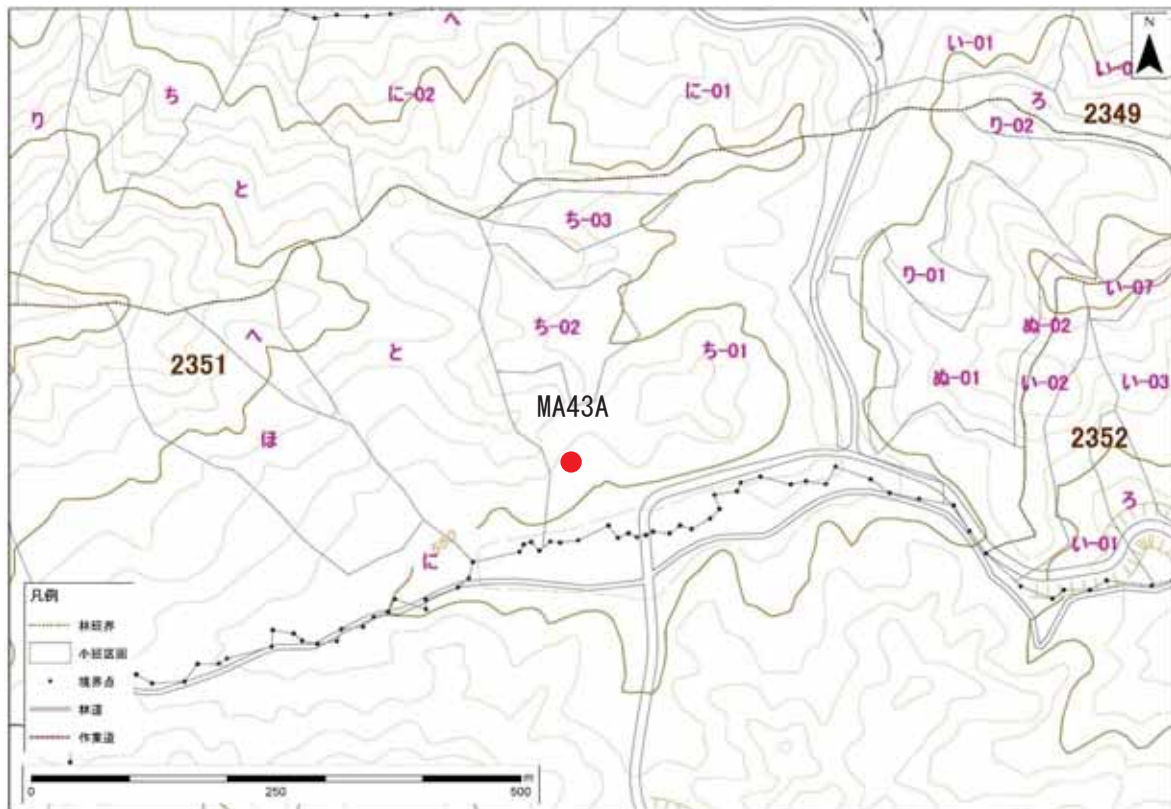 へ
い-01
N
い-0
ち
に-02
に-01
ろ
2349
り
り-02
と
ち-03
り-01
い-07
ち-02
ぬ-02
へ
と
ち-01
2351
ぬ-01
い-02
い-03
MA43A
ほ
2352
ろ
580
に
い-01
凡例
林班界
小班区画
境界点
林道
作業道
m
0
250
500